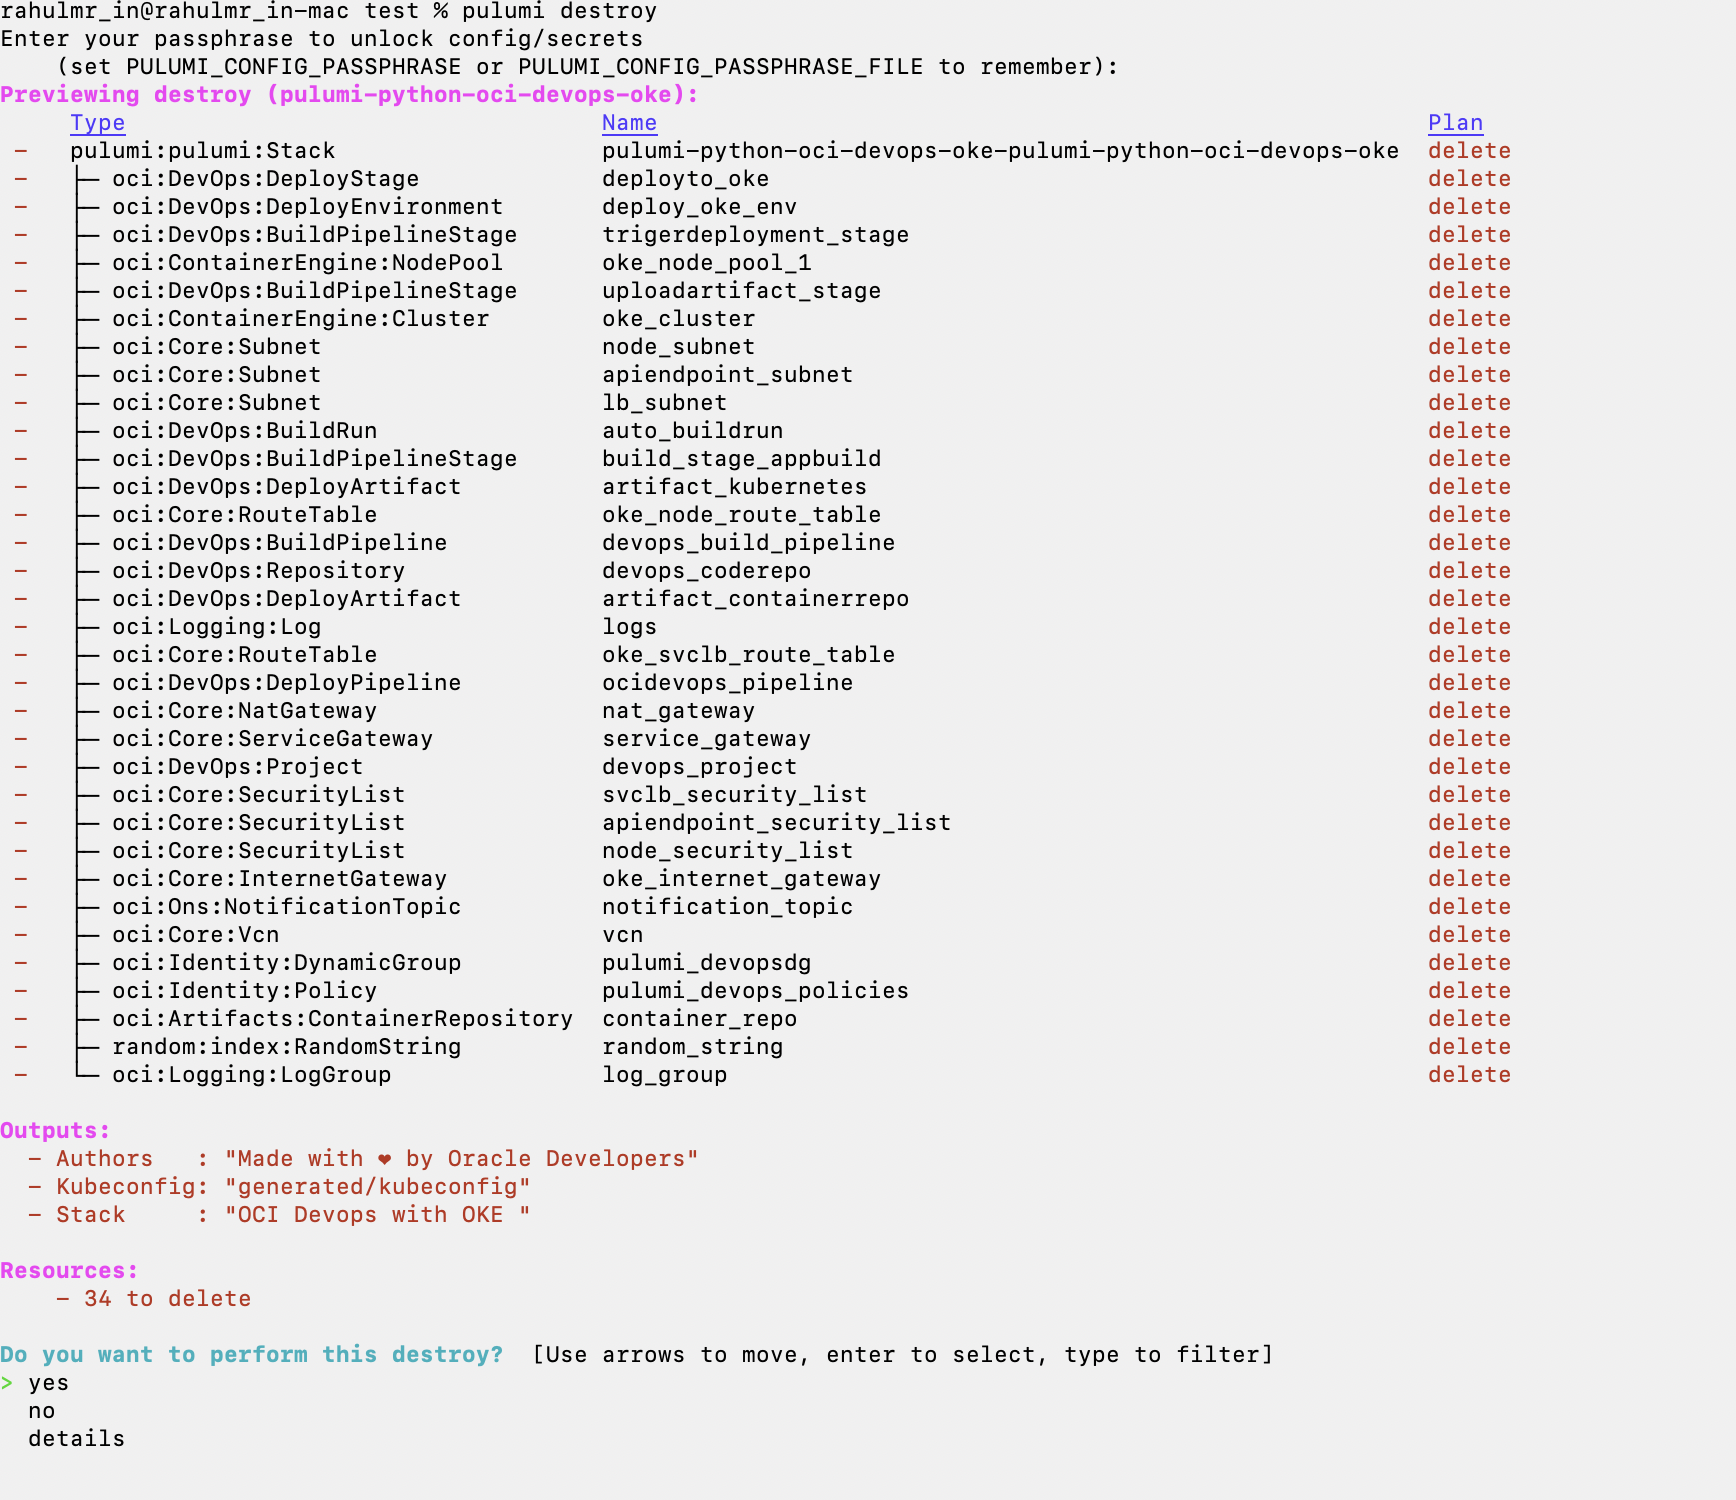 rahulmr_in@rahulmr_in-mac test % pulumi destroy
Enter your passphrase to unlock config/secrets
    (set PULUMI_CONFIG_PASSPHRASE or PULUMI_CONFIG_PASSPHRASE_FILE to remember):
Previewing destroy (pulumi-python-oci-devops-oke):
     Type                                  Name                                                       Plan
 -   pulumi:pulumi:Stack                   pulumi-python-oci-devops-oke-pulumi-python-oci-devops-oke  delete
 -   ├─ oci:DevOps:DeployStage             deployto_oke                                               delete
 -   ├─ oci:DevOps:DeployEnvironment       deploy_oke_env                                             delete
 -   ├─ oci:DevOps:BuildPipelineStage      trigerdeployment_stage                                     delete
 -   ├─ oci:ContainerEngine:NodePool       oke_node_pool_1                                            delete
 -   ├─ oci:DevOps:BuildPipelineStage      uploadartifact_stage                                       delete
 -   ├─ oci:ContainerEngine:Cluster        oke_cluster                                                delete
 -   ├─ oci:Core:Subnet                    node_subnet                                                delete
 -   ├─ oci:Core:Subnet                    apiendpoint_subnet                                         delete
 -   ├─ oci:Core:Subnet                    lb_subnet                                                  delete
 -   ├─ oci:DevOps:BuildRun                auto_buildrun                                              delete
 -   ├─ oci:DevOps:BuildPipelineStage      build_stage_appbuild                                       delete
 -   ├─ oci:DevOps:DeployArtifact          artifact_kubernetes                                        delete
 -   ├─ oci:Core:RouteTable                oke_node_route_table                                       delete
 -   ├─ oci:DevOps:BuildPipeline           devops_build_pipeline                                      delete
 -   ├─ oci:DevOps:Repository              devops_coderepo                                            delete
 -   ├─ oci:DevOps:DeployArtifact          artifact_containerrepo                                     delete
 -   ├─ oci:Logging:Log                    logs                                                       delete
 -   ├─ oci:Core:RouteTable                oke_svclb_route_table                                      delete
 -   ├─ oci:DevOps:DeployPipeline          ocidevops_pipeline                                         delete
 -   ├─ oci:Core:NatGateway                nat_gateway                                                delete
 -   ├─ oci:Core:ServiceGateway            service_gateway                                            delete
 -   ├─ oci:DevOps:Project                 devops_project                                             delete
 -   ├─ oci:Core:SecurityList              svclb_security_list                                        delete
 -   ├─ oci:Core:SecurityList              apiendpoint_security_list                                  delete
 -   ├─ oci:Core:SecurityList              node_security_list                                         delete
 -   ├─ oci:Core:InternetGateway           oke_internet_gateway                                       delete
 -   ├─ oci:Ons:NotificationTopic          notification_topic                                         delete
 -   ├─ oci:Core:Vcn                       vcn                                                        delete
 -   ├─ oci:Identity:DynamicGroup          pulumi_devopsdg                                            delete
 -   ├─ oci:Identity:Policy                pulumi_devops_policies                                     delete
 -   ├─ oci:Artifacts:ContainerRepository  container_repo                                             delete
 -   ├─ random:index:RandomString          random_string                                              delete
 -   └─ oci:Logging:LogGroup               log_group                                                  delete
Outputs:
  - Authors   : "Made with ❤ by Oracle Developers"
  - Kubeconfig: "generated/kubeconfig"
  - Stack     : "OCI Devops with OKE "
Resources:
    - 34 to delete
Do you want to perform this destroy?  [Use arrows to move, enter to select, type to filter]
> yes
  no
  details